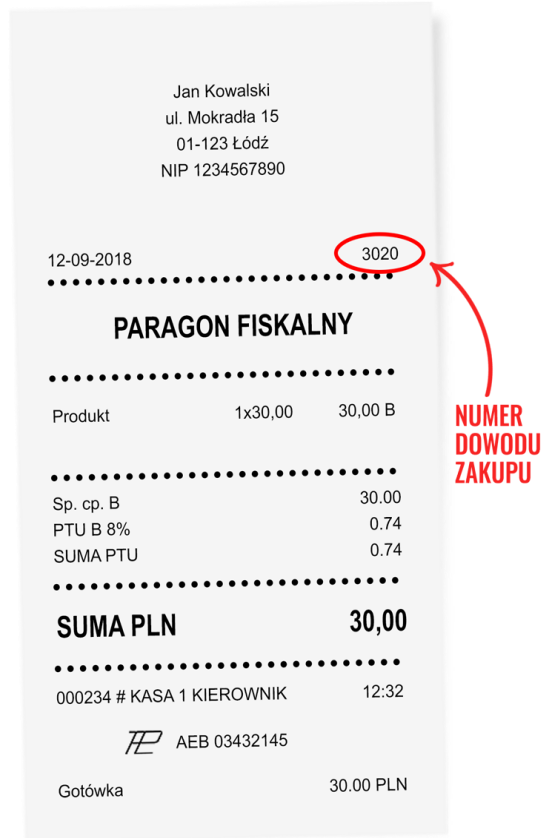 Jan Kowalski
ul. Mokradła 15
01-123 Łódź
NIP 1234567890
12-09-2018 3020
PARAGON FISKALNY
Produkt 1x30,00 30,00 B
Sp. cp. B 30.00
PTU B 8% 0.74
SUMA PTU 0.74
SUMA PLN 30,00
000234 # KASA 1 KIEROWNIK 12:32
AEB 03432145
Gotówka 30.00 PLN
NUMER
DOWODU
ZAKUPU